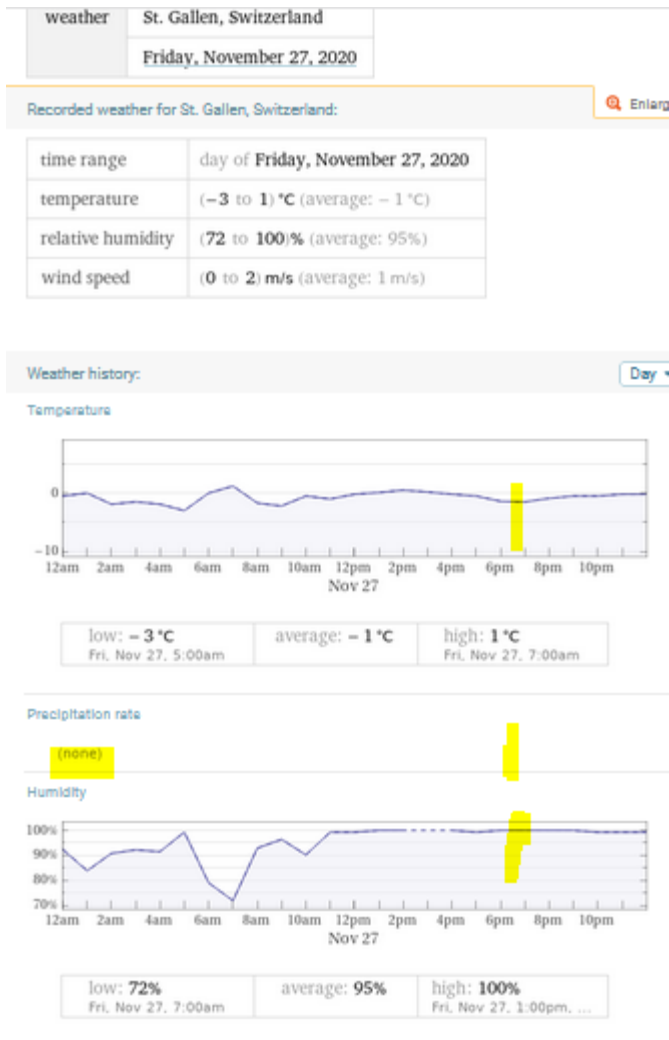 weather St. Gallen, Switzerland
Friday, November 27, 2020
Recorded weather for St. Gallen, Switzerland:
Enlarg
time range day of Friday, November 27, 2020
temperature (−3 to 1) °C (average: − 1 °C)
relative humidity (72 to 100)% (average: 95%)
wind speed (0 to 2) m/s (average: 1 m/s)
Weather history:
Day
Temperature
0
−10
12am 2am 4am 6am 8am 10am 12pm 2pm 4pm 6pm 8pm 10pm
Nov 27
low: − 3 °C average: − 1 °C high: 1 °C
Fri, Nov 27, 5:00am Fri, Nov 27, 7:00am
Precipitation rate
(none)
Humidity
100%
90%
80%
70%
12am 2am 4am 6am 8am 10am 12pm 2pm 4pm 6pm 8pm 10pm
Nov 27
low: 72% average: 95% high: 100%
Fri, Nov 27, 7:00am Fri, Nov 27, 1:00pm, ...